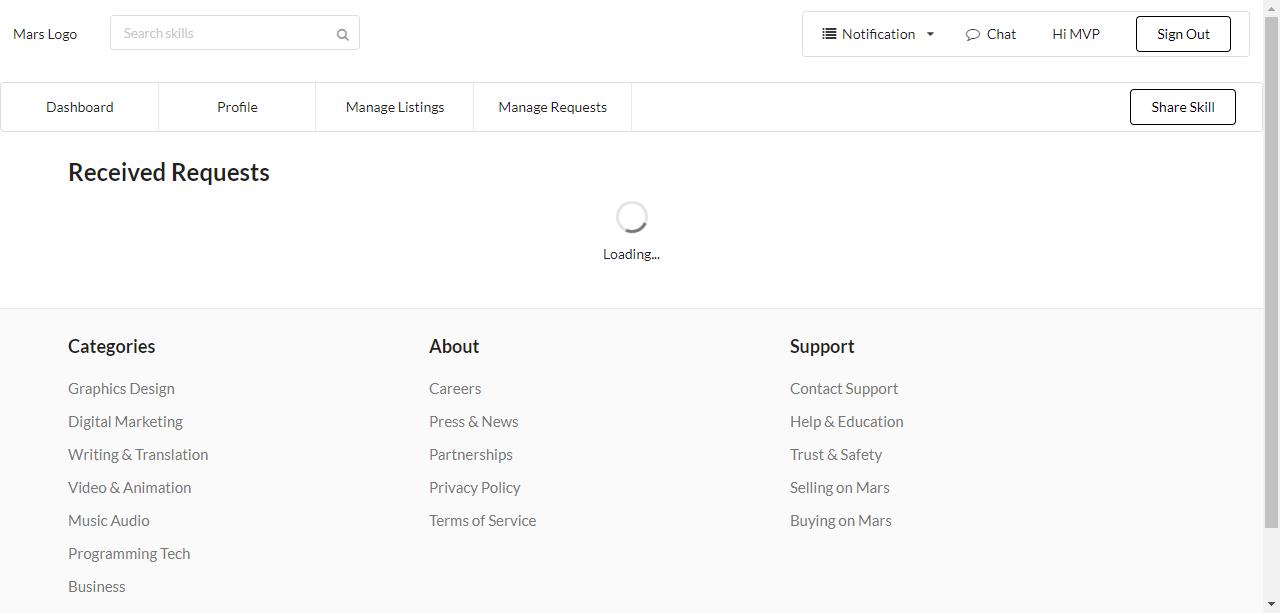 Mars Logo
Search skills
Notification
Chat
Hi MVP
Sign Out
Dashboard
Profile
Manage Listings
Manage Requests
Share Skill
Received Requests
Loading...
Categories
Graphics Design
Digital Marketing
Writing & Translation
Video & Animation
Music Audio
Programming Tech
Business
About
Careers
Press & News
Partnerships
Privacy Policy
Terms of Service
Support
Contact Support
Help & Education
Trust & Safety
Selling on Mars
Buying on Mars